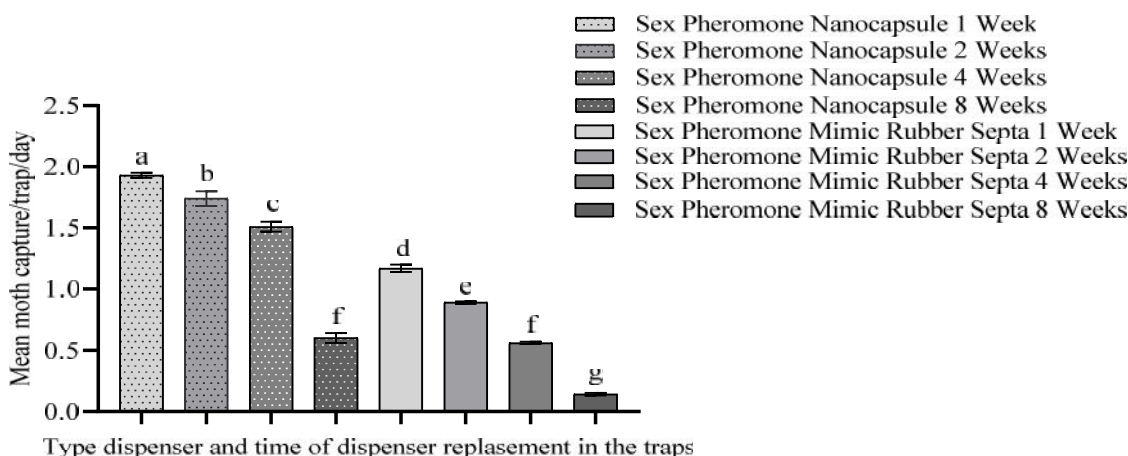 Sex Pheromone Nanocapsule 1 Week
Sex Pheromone Nanocapsule 2 Weeks
Sex Pheromone Nanocapsule 4 Weeks
Sex Pheromone Nanocapsule 8 Weeks
Sex Pheromone Mimic Rubber Septa 1 Week
Sex Pheromone Mimic Rubber Septa 2 Weeks
Sex Pheromone Mimic Rubber Septa 4 Weeks
Sex Pheromone Mimic Rubber Septa 8 Weeks
Mean moth capture/trap/day
2.5
2.0
1.5
1.0
0.5
0.0
a
b
c
f
d
e
f
g
Type dispenser and time of dispenser replasement in the traps